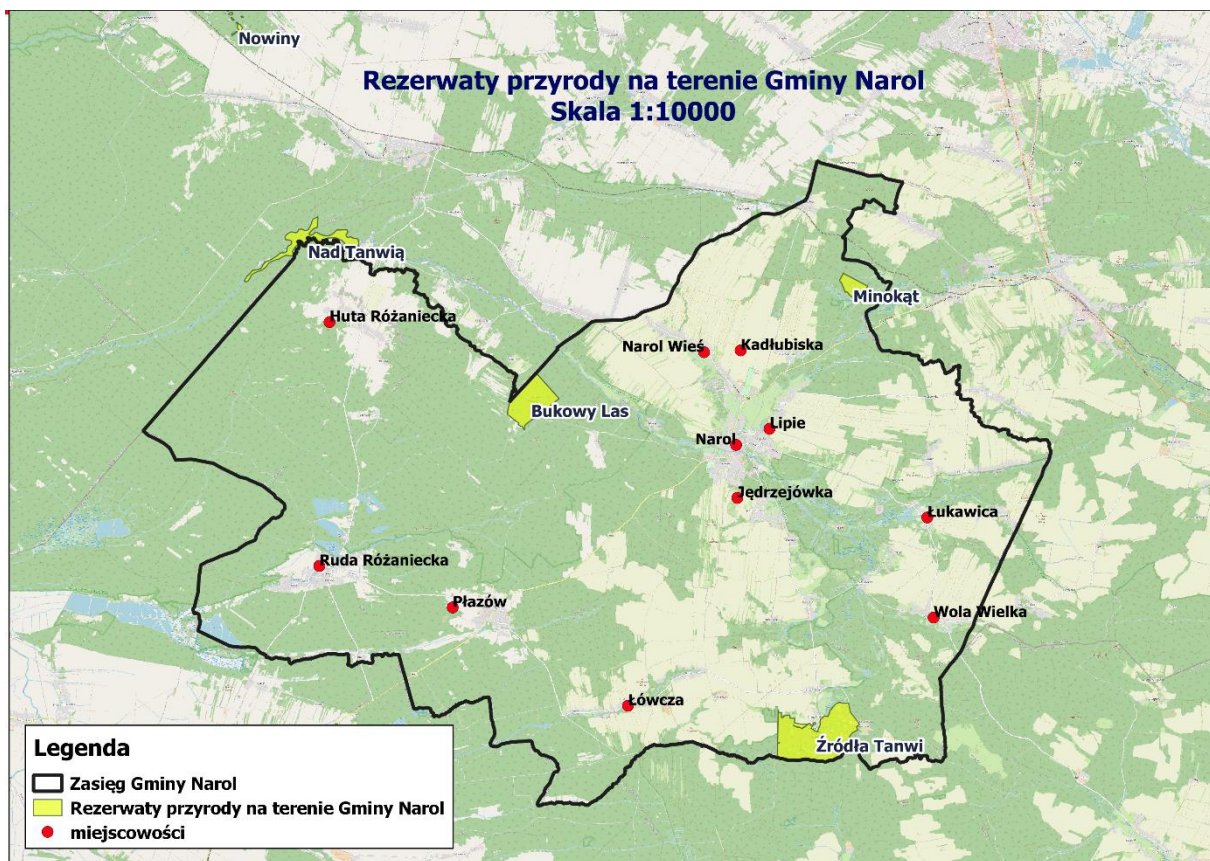 Nowiny
Rezerwaty przyrody na terenie Gminy Narol
Skala 1:10000
Nad Tanwią
Minokąt
Huta Różaniecka
Narol Wieś
Kadłubiska
Bukowy Las
Lipie
Narol
Jędrzejówka
Łukawica
Ruda Różaniecka
Płazów
Wola Wielka
Łówcza
Źródła Tanwi
Legenda
Zasięg Gminy Narol
Rezerwaty przyrody na terenie Gminy Narol
miejscowości